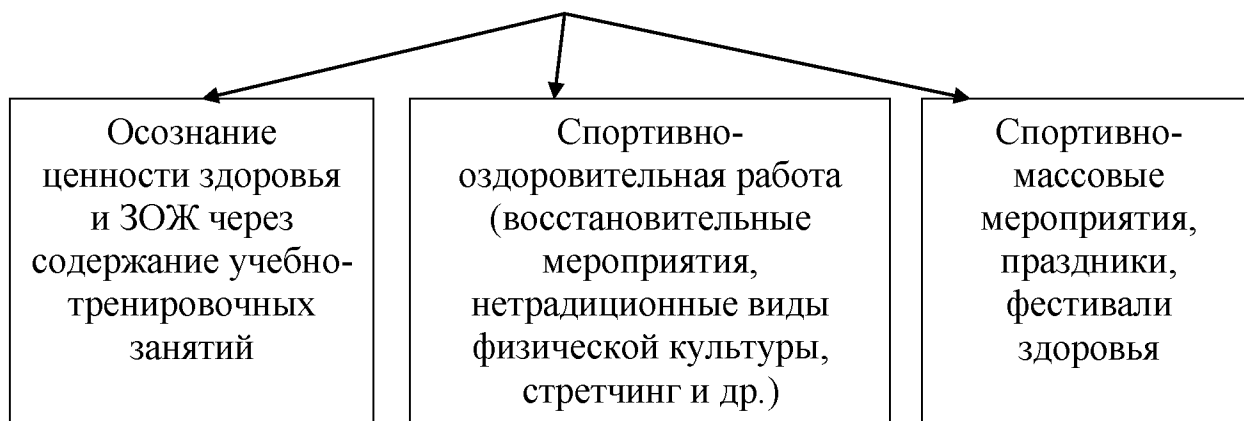 Осознание
ценности здоровья
и ЗОЖ через
содержание учебно-
тренировочных
занятий
Спортивно-
оздоровительная работа
(восстановительные
мероприятия,
нетрадиционные виды
физической культуры,
стретчинг и др.)
Спортивно-
массовые
мероприятия,
праздники,
фестивали
здоровья